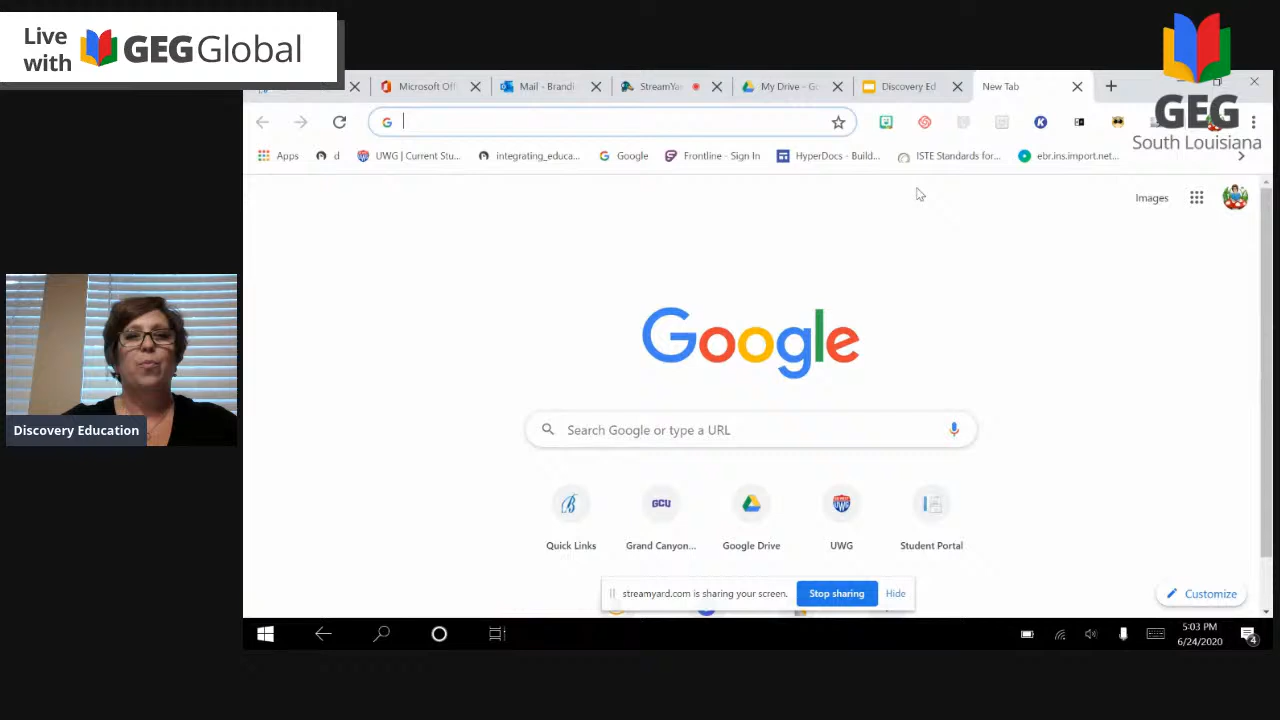 Live with GEG Global
GEG
South Louisiana
Microsoft Off
Mail - Brandi
StreamYar
My Drive - Go
Discovery Ed
New Tab
Apps
d
UWG | Current Stu...
integrating_educa...
Google
Frontline - Sign In
HyperDocs - Build...
ISTE Standards for...
ebr.ins.import.net...
Images
Google
Search Google or type a URL
B
GCU
UWG
Quick Links
Grand Canyon...
Google Drive
UWG
Student Portal
streamyard.com is sharing your screen.
Stop sharing
Hide
Customize
Discovery Education
5:03 PM
6/24/2020
4